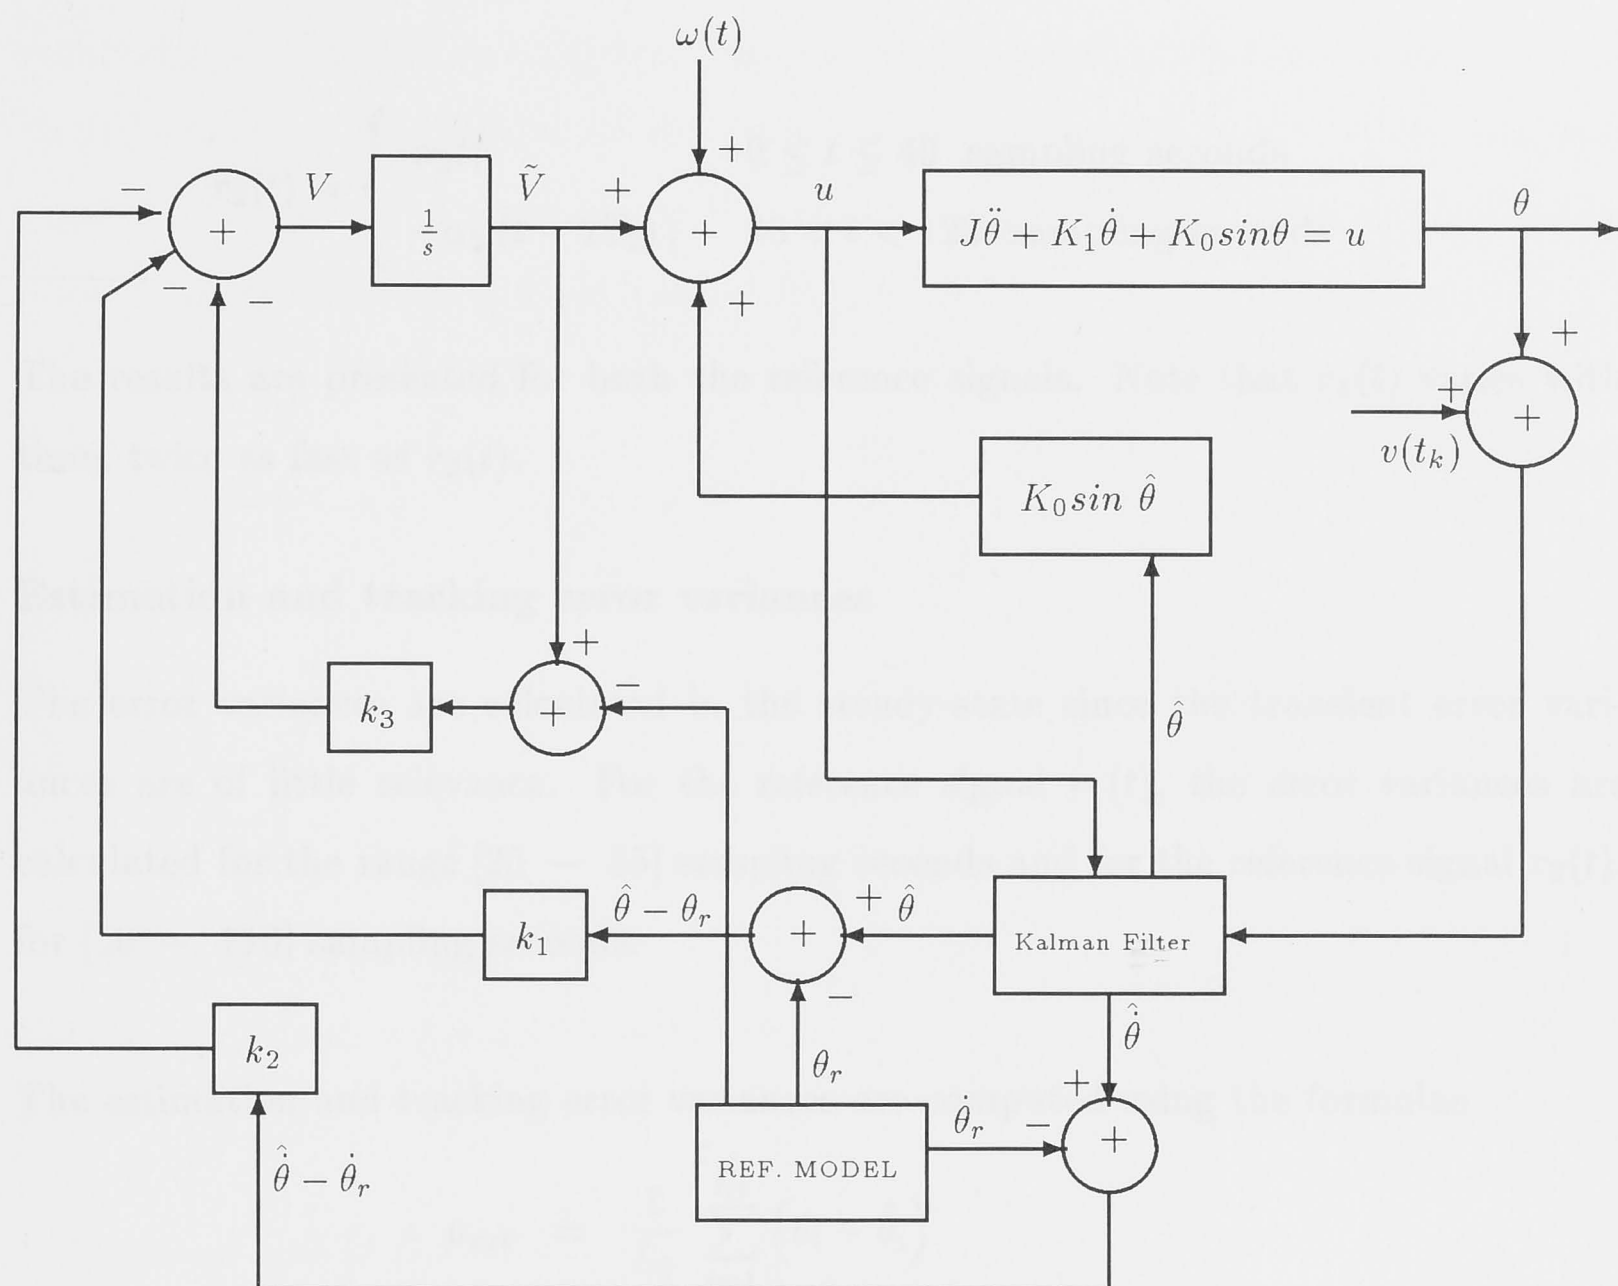 ω(t)
+
−
V
1/s
Ṽ
+
+
+
u
Jθ̈ + K₁θ̇ + K₀sinθ = u
θ
−
−
+
+
+
v(t_k)
+
K₀sin θ̂
+
k₃
+
−
θ̂
k₁
θ̂ − θ_r
+
+
θ̂
Kalman Filter
−
k₂
θ_r
θ̇̂
+
θ̇̂ − θ̇_r
REF. MODEL
θ̇_r
−
+